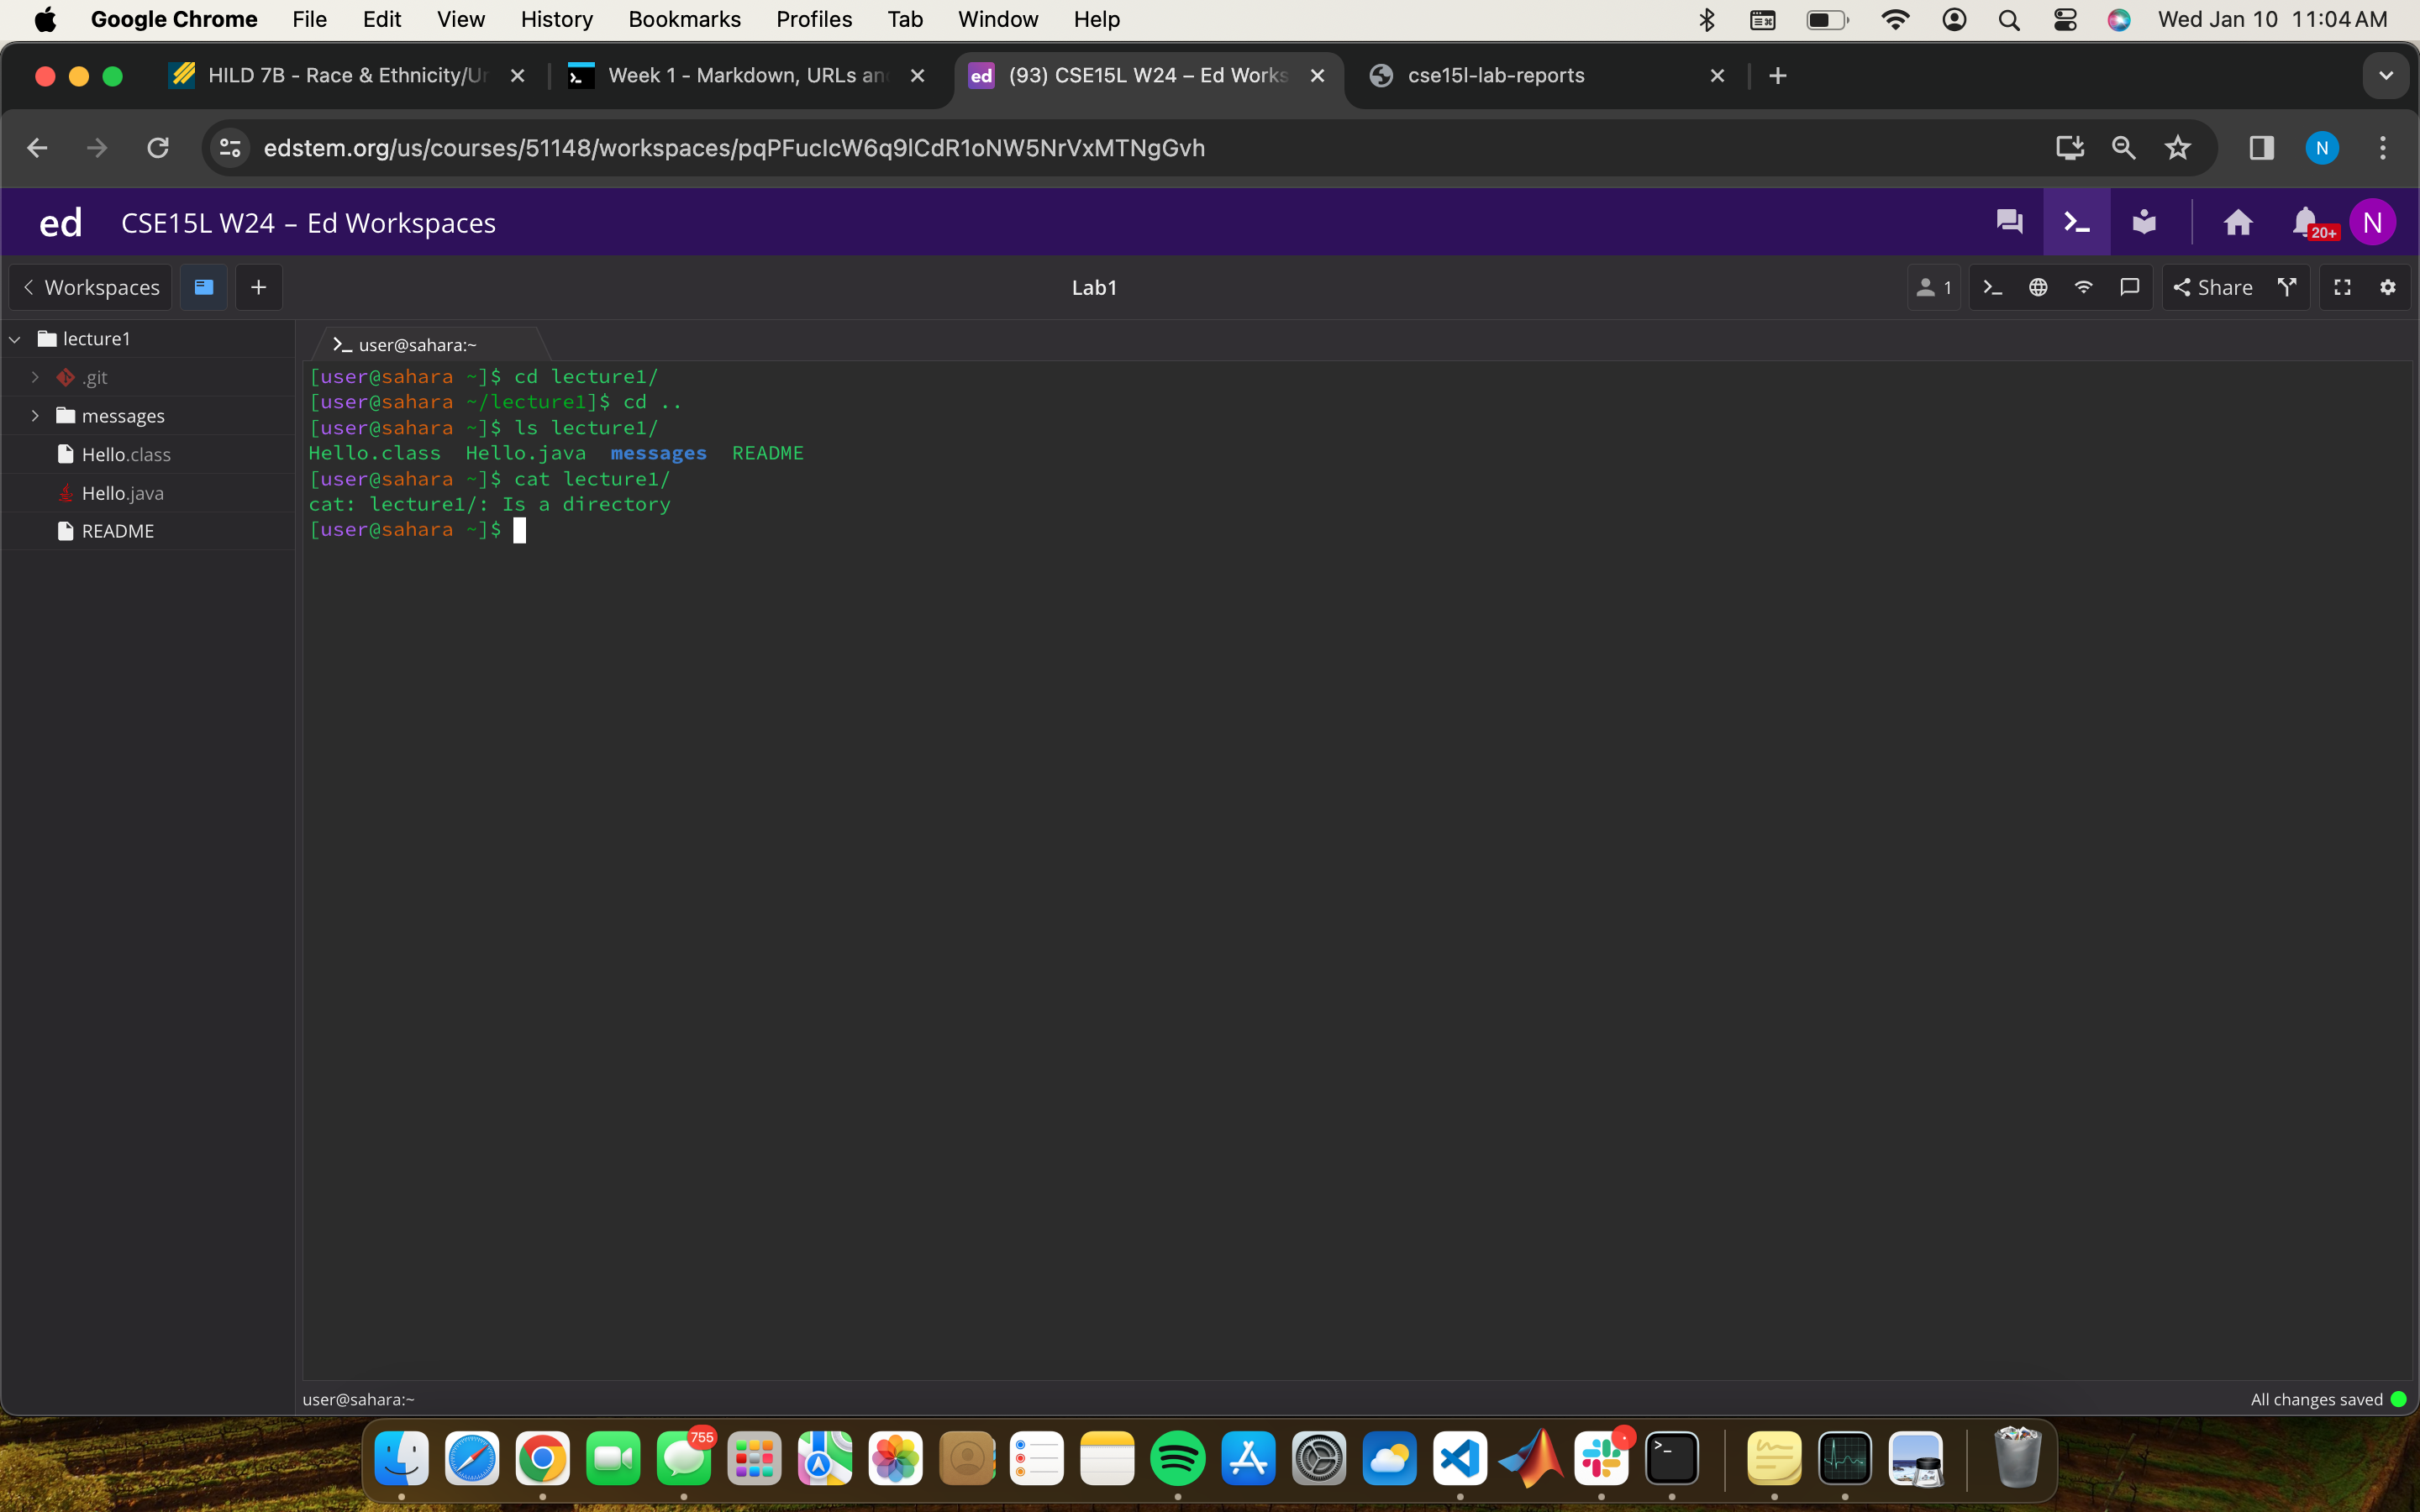 Google Chrome File Edit View History Bookmarks Profiles Tab Window Help Wed Jan 10 11:04 AM
HILD 7B - Race & Ethnicity/Ur Week 1 - Markdown, URLs an ed (93) CSE15L W24 – Ed Works cse15l-lab-reports
edstem.org/us/courses/51148/workspaces/pqPFucIcW6q9lCdR1oNW5NrVxMTNgGvh N
ed CSE15L W24 – Ed Workspaces 20+ N
Workspaces Lab1 1 Share
lecture1
.git
messages
Hello.class
Hello.java
README
user@sahara:~
[user@sahara ~]$ cd lecture1/
[user@sahara ~/lecture1]$ cd ..
[user@sahara ~]$ ls lecture1/
Hello.class Hello.java messages README
[user@sahara ~]$ cat lecture1/
cat: lecture1/: Is a directory
[user@sahara ~]$
user@sahara:~ All changes saved
755